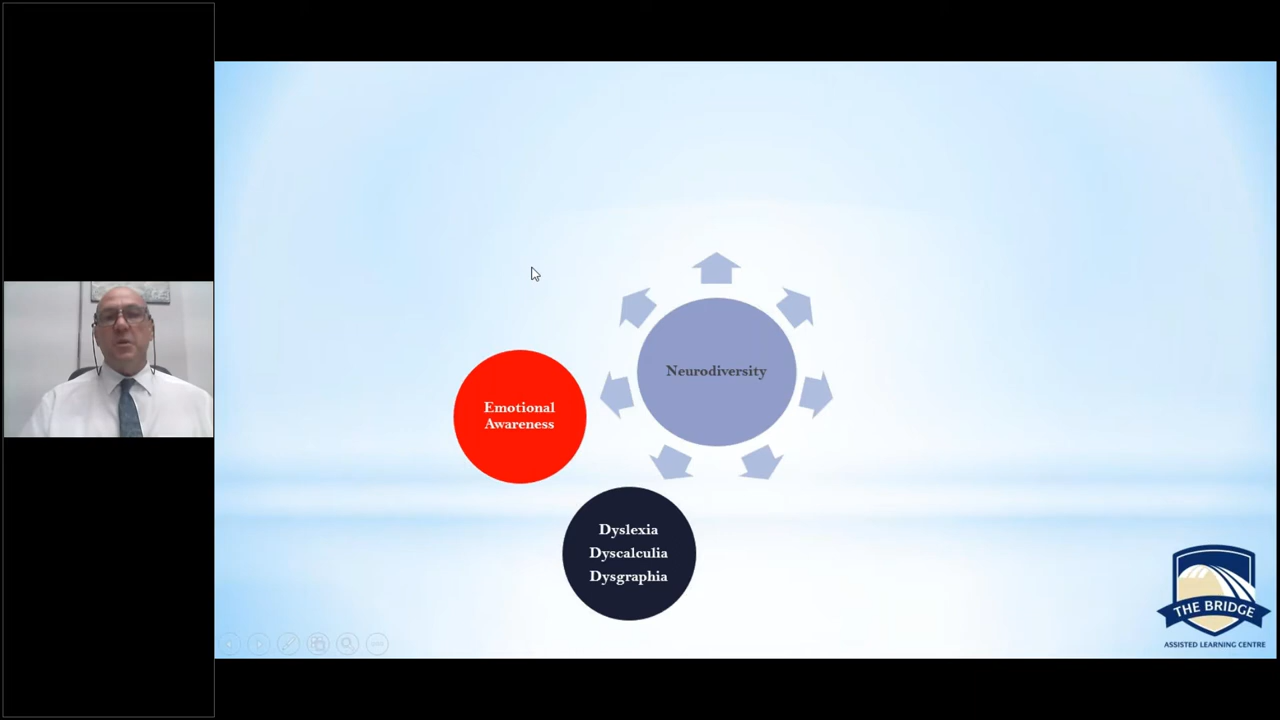 Neurodiversity
Emotional
Awareness
Dyslexia
Dyscalculia
Dysgraphia
THE BRIDGE
ASSISTED LEARNING CENTRE